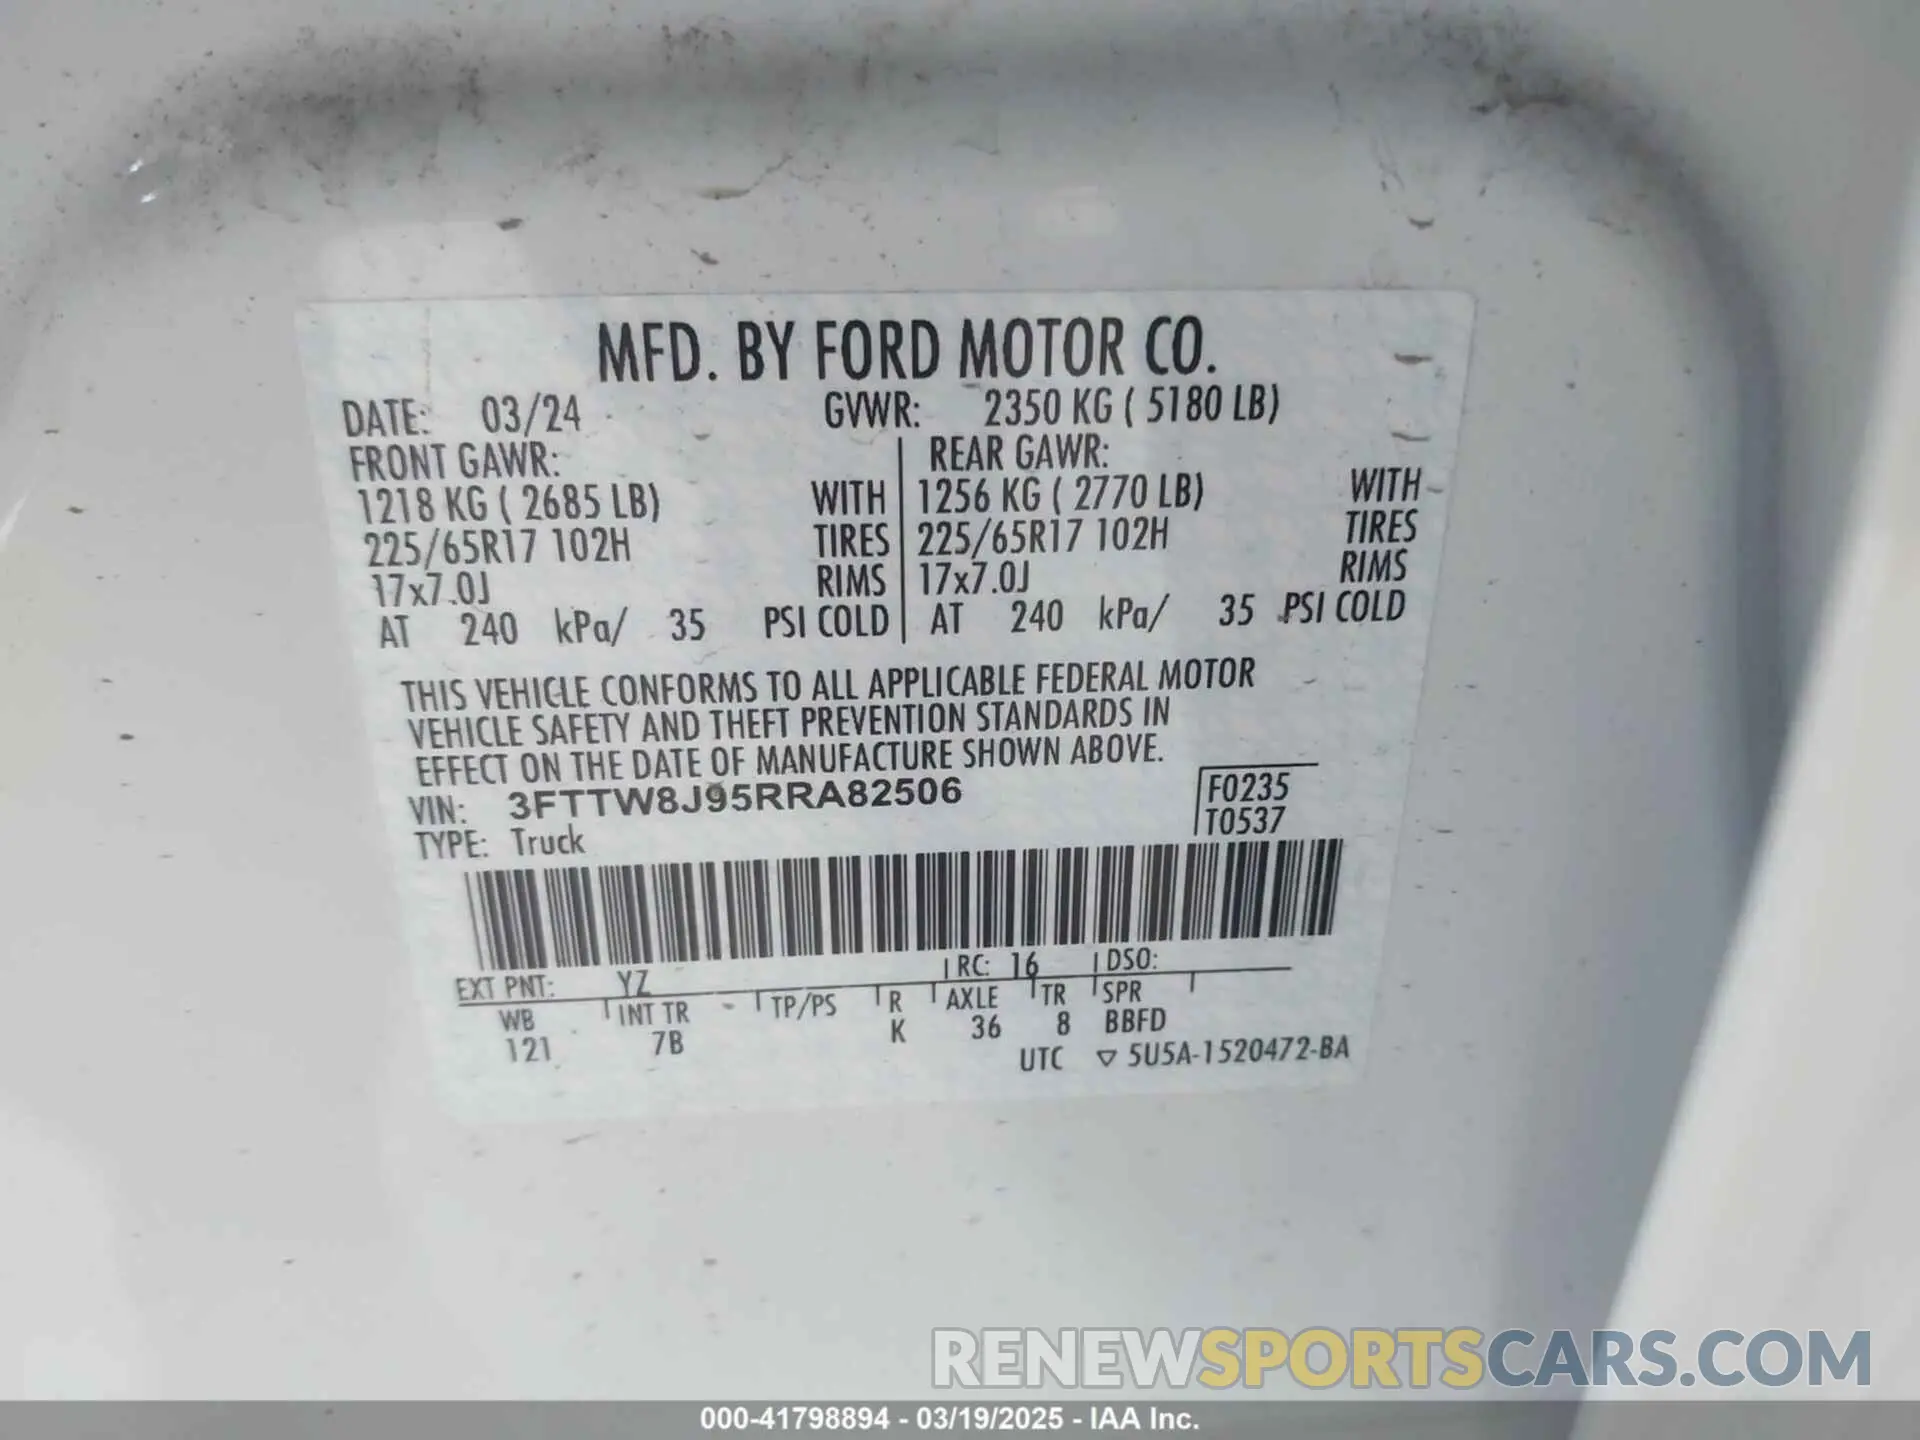 MFD. BY FORD MOTOR CO.
DATE: 03/24 GVWR: 2350 KG ( 5180 LB)
FRONT GAWR: REAR GAWR:
1218 KG ( 2685 LB) WITH 1256 KG ( 2770 LB) WITH
225/65R17 102H TIRES 225/65R17 102H TIRES
17x7.0J RIMS 17x7.0J RIMS
AT 240 kPa/ 35 PSI COLD AT 240 kPa/ 35 PSI COLD
THIS VEHICLE CONFORMS TO ALL APPLICABLE FEDERAL MOTOR
VEHICLE SAFETY AND THEFT PREVENTION STANDARDS IN
EFFECT ON THE DATE OF MANUFACTURE SHOWN ABOVE.
VIN: 3FTTW8J95RRA82506 F0235
TYPE: Truck T0537
EXT PNT: YZ RC: 16 DSO:
WB INT TR TP/PS R AXLE TR SPR
121 7B K 36 8 BBFD
UTC ▽ 5U5A-1520472-BA
RENEWSPORTSCARS.COM
000-41798894 - 03/19/2025 - IAA Inc.